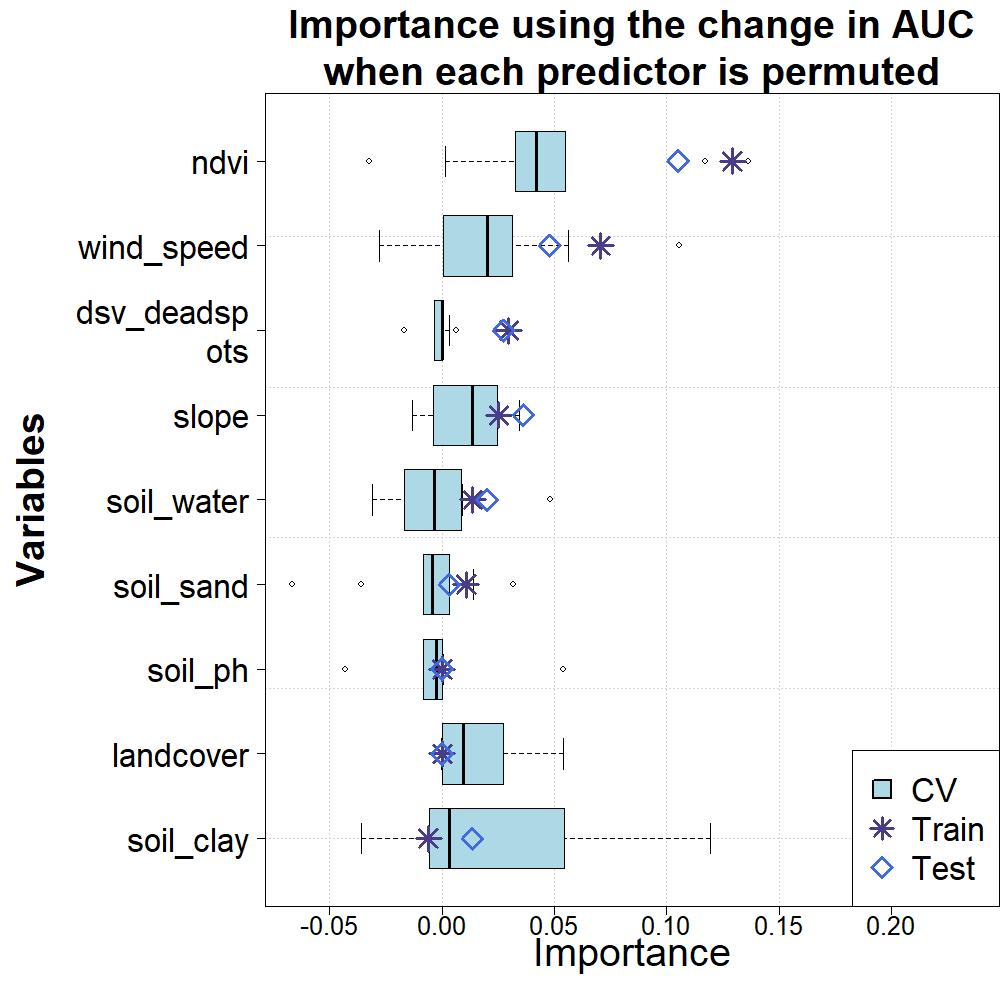 Importance using the change in AUC
when each predictor is permuted
ndvi
wind_speed
dsv_deadsp
ots
slope
soil_water
soil_sand
soil_ph
landcover
soil_clay
Variables
CV
Train
Test
-0.05 0.00 0.05 0.10 0.15 0.20
Importance